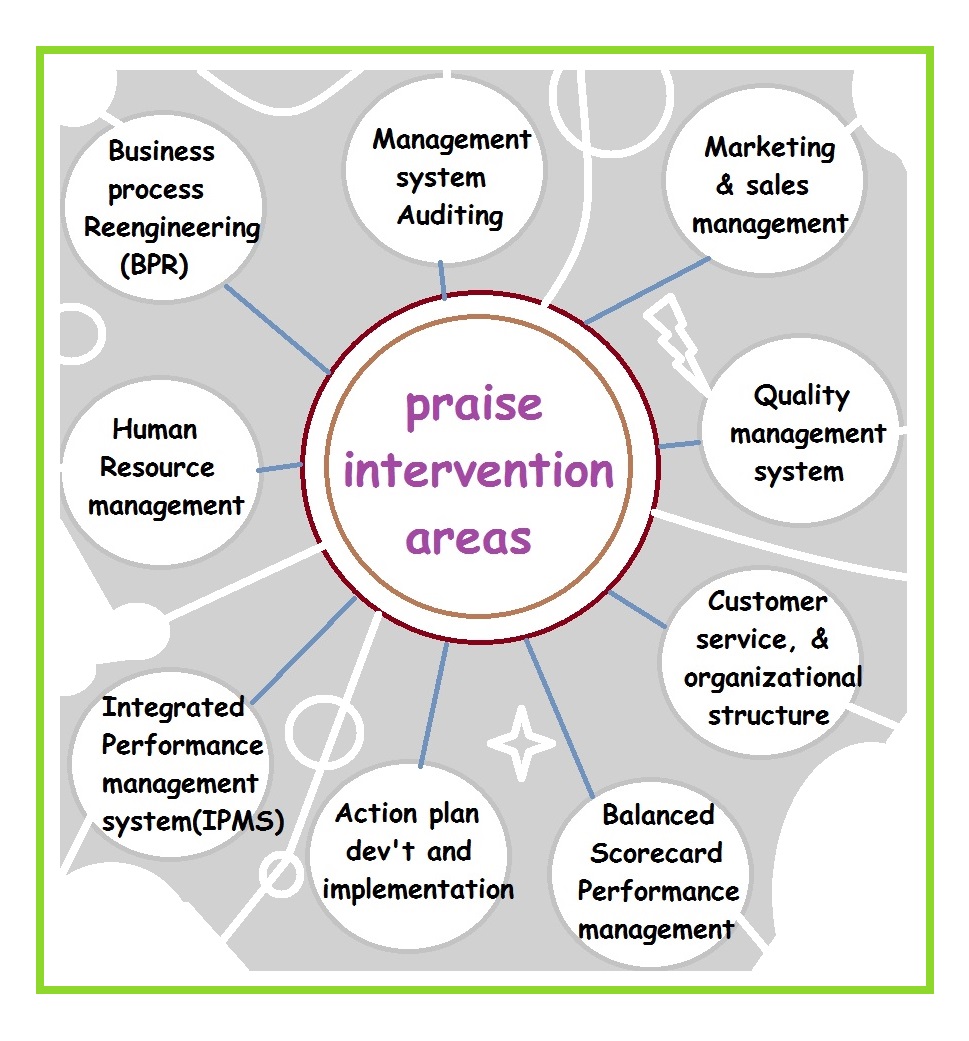 Business
process
Reengineering
(BPR)
Management
system
Auditing
Marketing
& sales
management
Human
Resource
management
praise
intervention
areas
Quality
management
system
Customer
service, &
organizational
structure
Integrated
Performance
management
system(IPMS)
Action plan
dev't and
implementation
Balanced
Scorecard
Performance
management